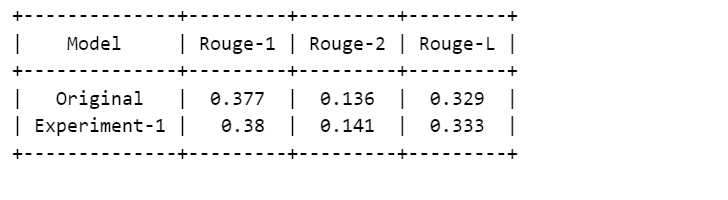 +--------------+---------+---------+---------+
|    Model     | Rouge-1 | Rouge-2 | Rouge-L |
+--------------+---------+---------+---------+
|   Original   |  0.377  |  0.136  |  0.329  |
| Experiment-1 |   0.38  |  0.141  |  0.333  |
+--------------+---------+---------+---------+